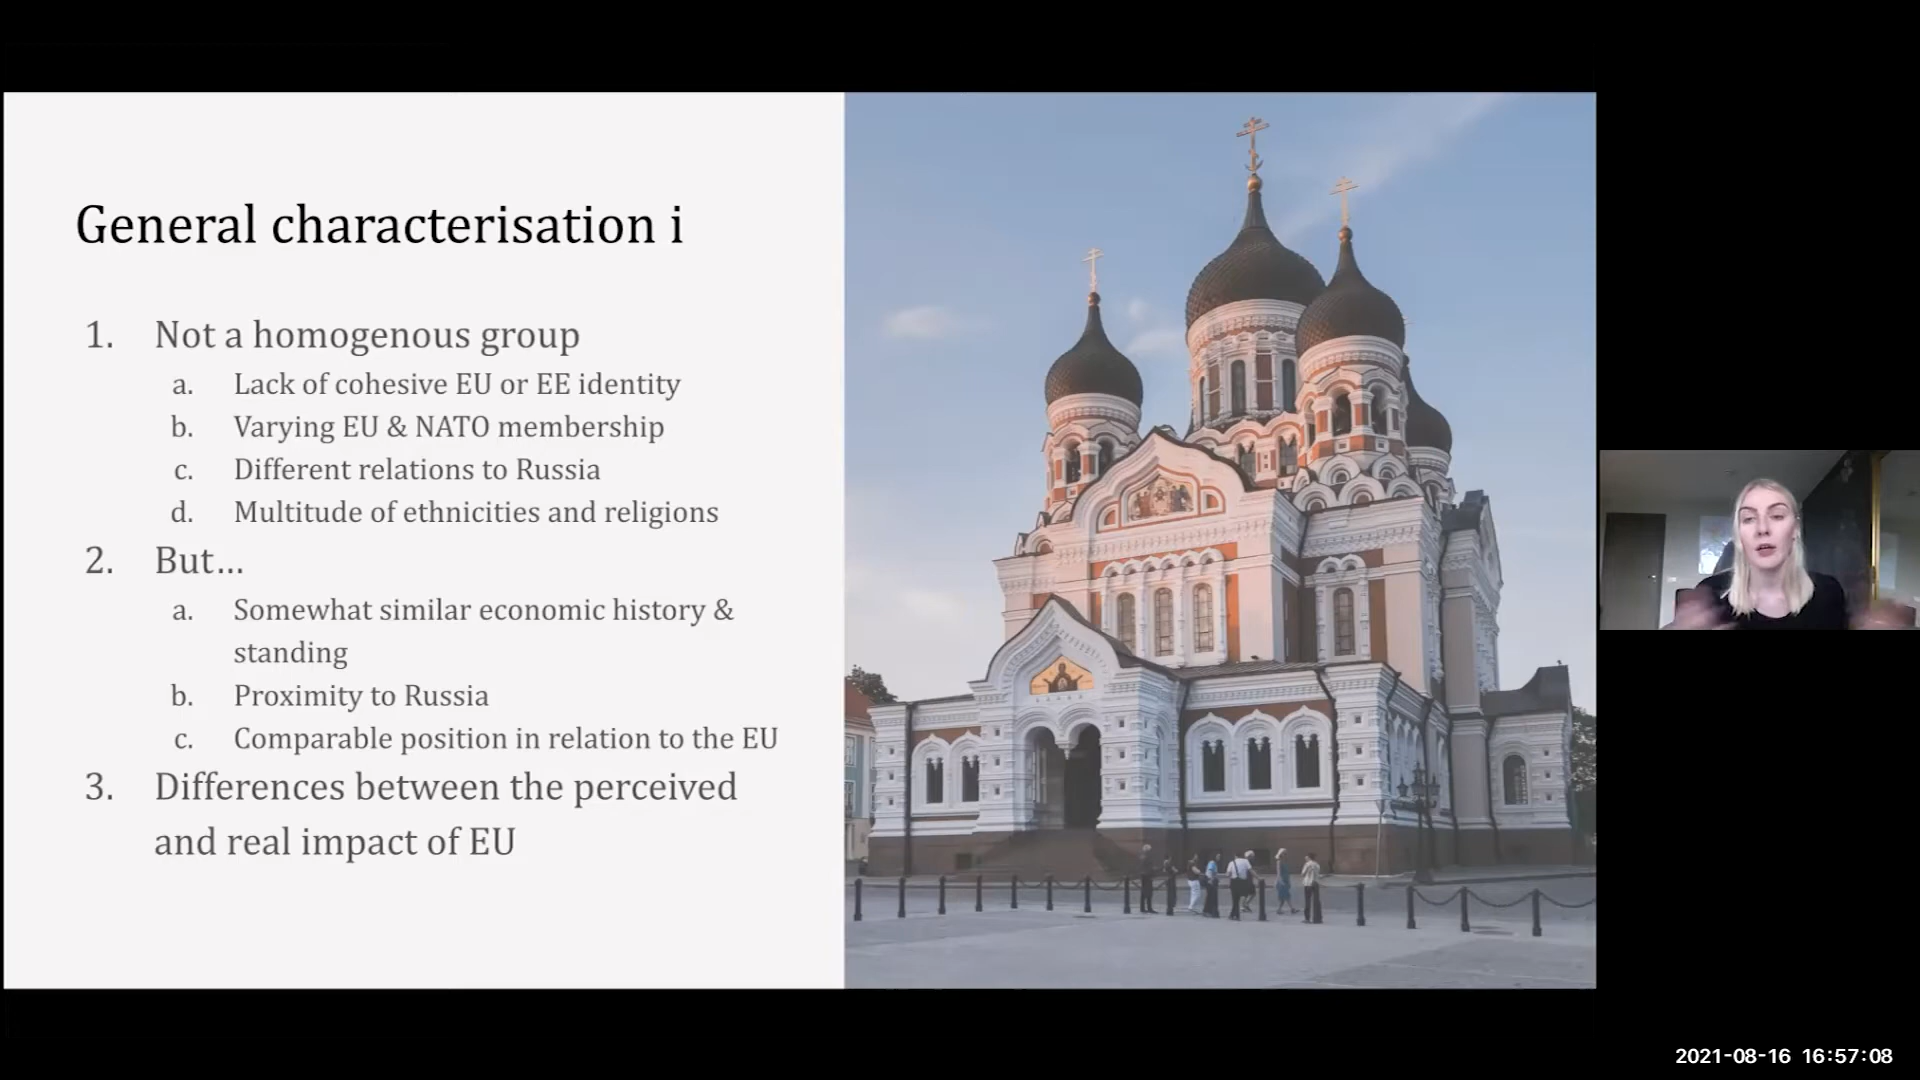 General characterisation i
1. Not a homogenous group
a. Lack of cohesive EU or EE identity
b. Varying EU & NATO membership
c. Different relations to Russia
d. Multitude of ethnicities and religions
2. But...
a. Somewhat similar economic history &
standing
b. Proximity to Russia
c. Comparable position in relation to the EU
3. Differences between the perceived
and real impact of EU
2021-08-16 16:57:08